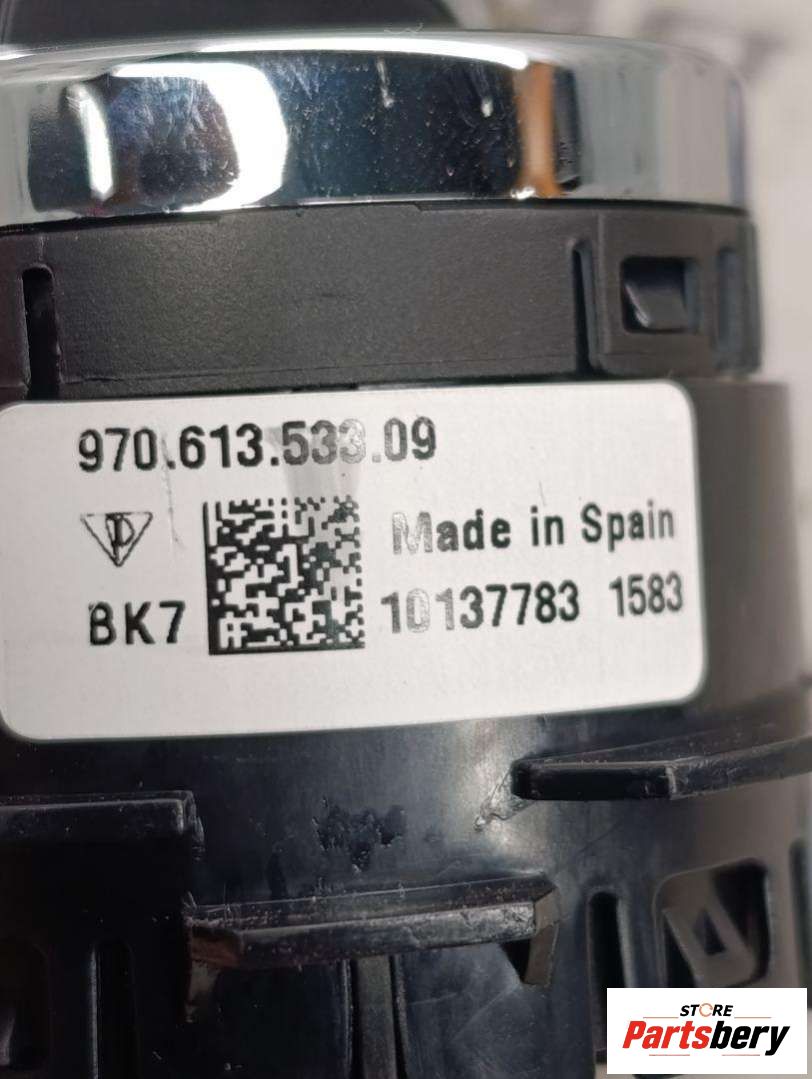 970.613.533.09
Made in Spain
BK7
10137783 1583
STORE
Partsbery